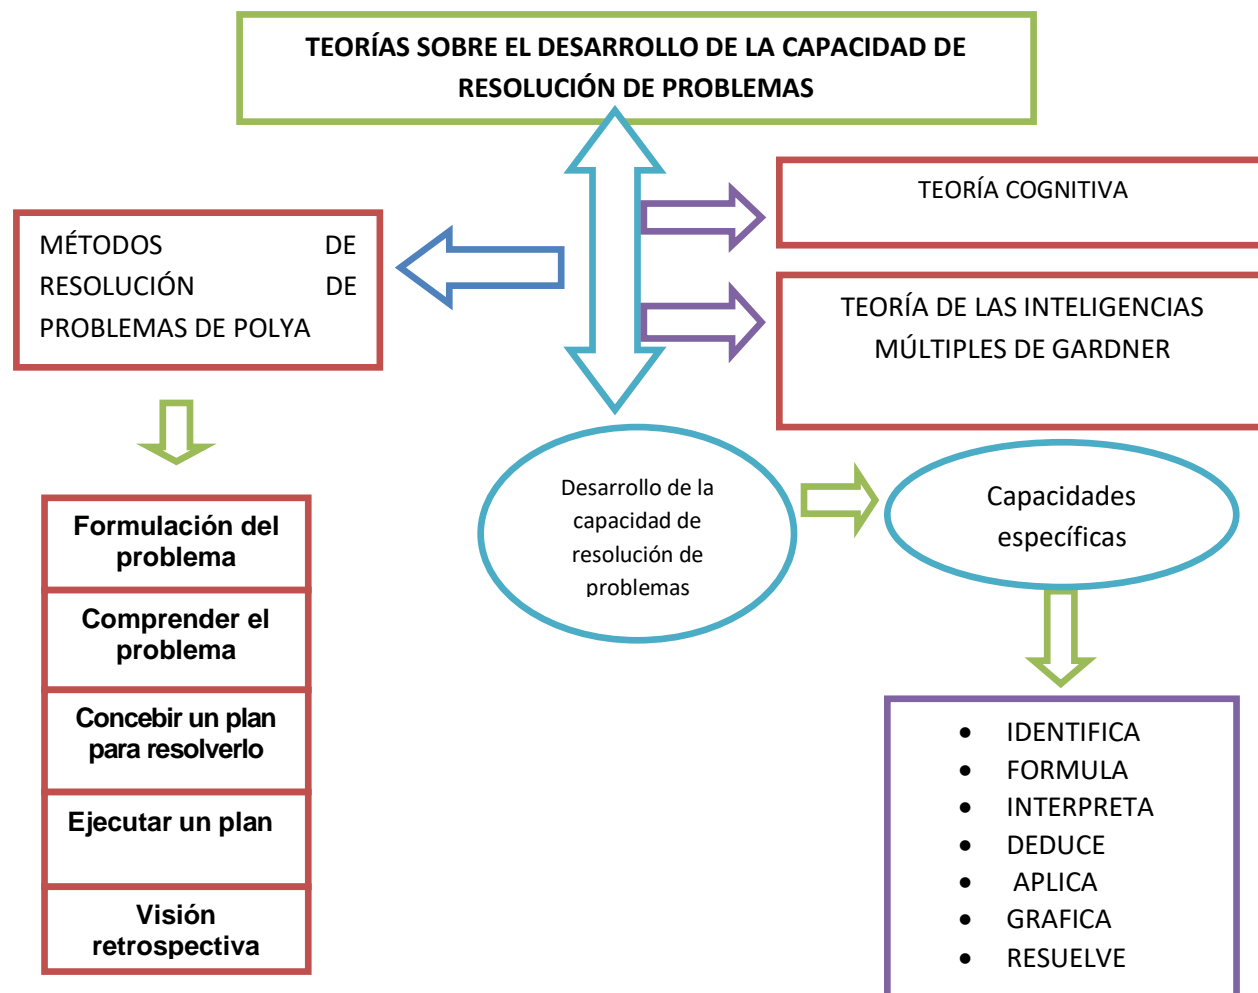 TEORÍAS SOBRE EL DESARROLLO DE LA CAPACIDAD DE
RESOLUCIÓN DE PROBLEMAS
TEORÍA COGNITIVA
MÉTODOS DE
RESOLUCIÓN DE
PROBLEMAS DE POLYA
TEORÍA DE LAS INTELIGENCIAS
MÚLTIPLES DE GARDNER
Desarrollo de la
capacidad de
resolución de
problemas
Capacidades
específicas
Formulación del
problema
Comprender el
problema
Concebir un plan
para resolverlo
Ejecutar un plan
Visión
retrospectiva
• IDENTIFICA
• FORMULA
• INTERPRETA
• DEDUCE
• APLICA
• GRAFICA
• RESUELVE